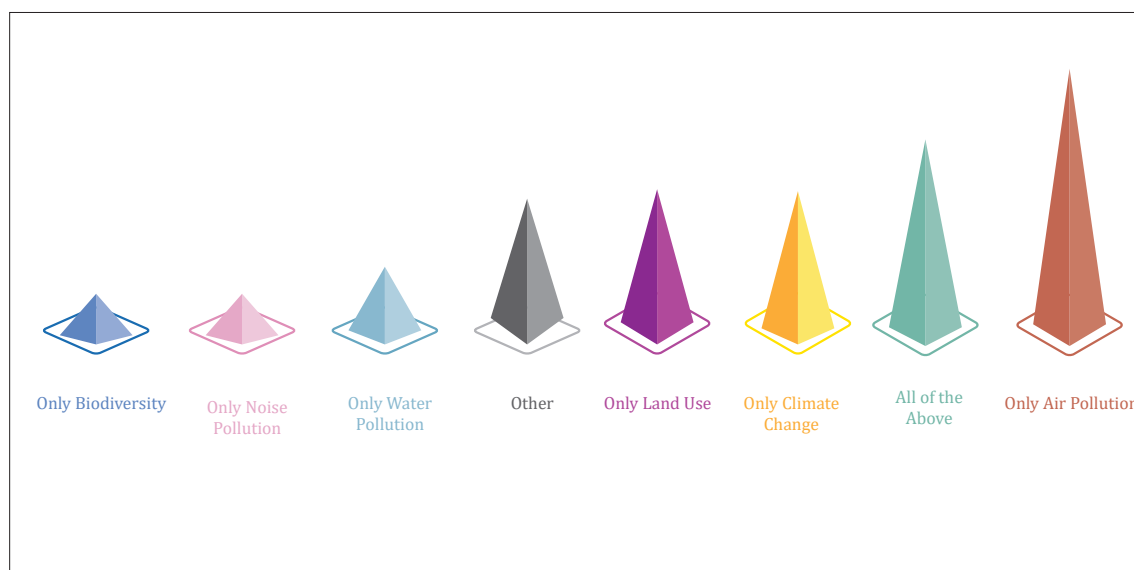 Only Biodiversity
Only Noise
Pollution
Only Water
Pollution
Other
Only Land Use
Only Climate
Change
All of the
Above
Only Air Pollution